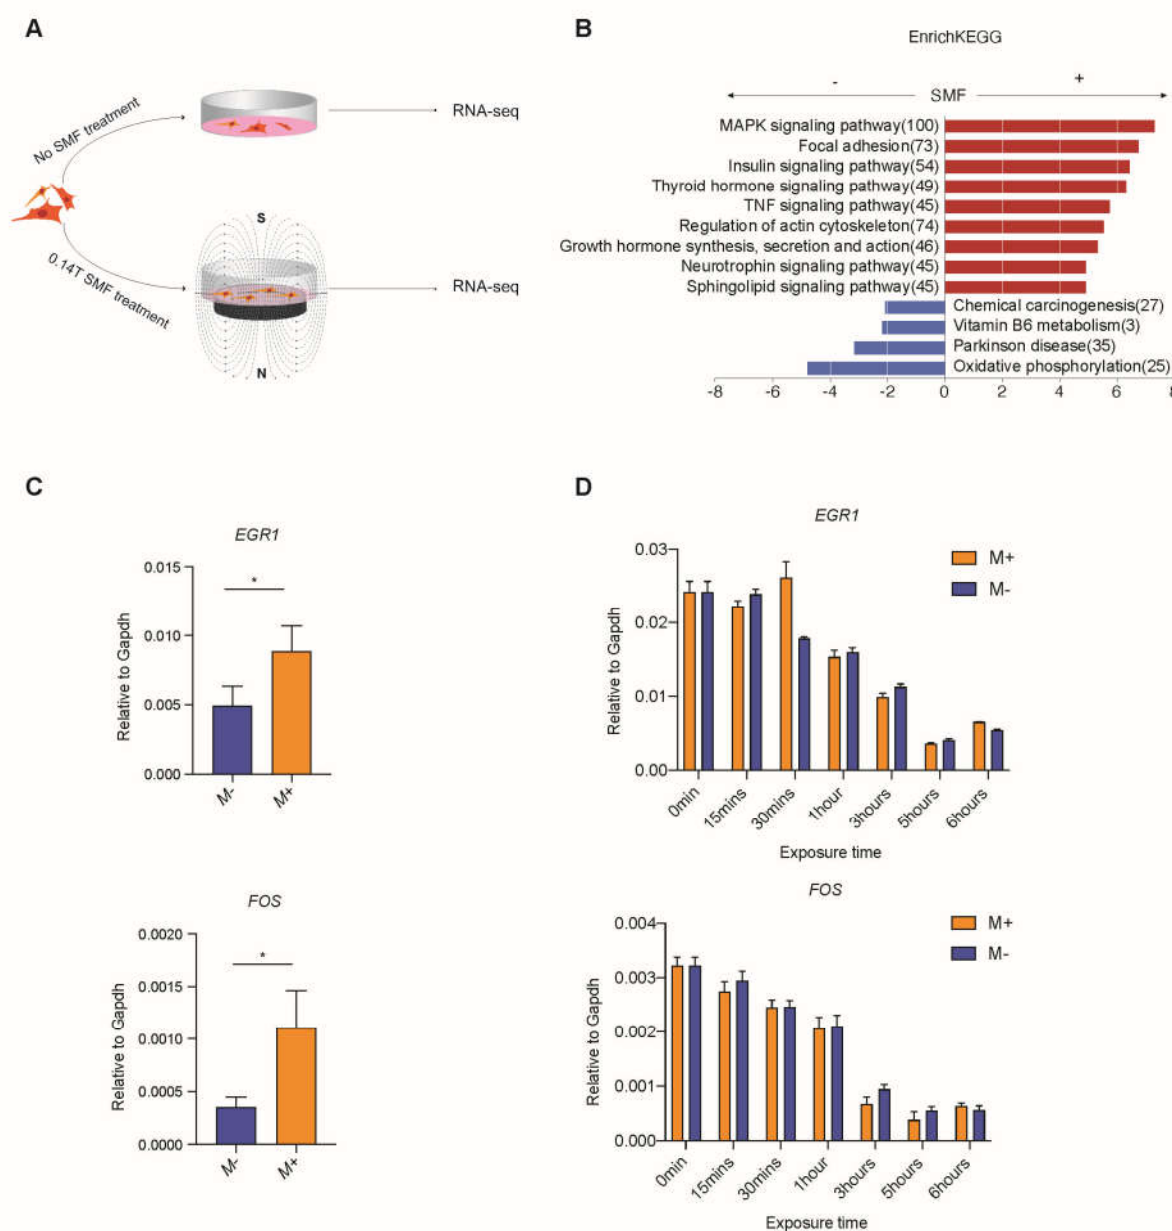 A
No SMF treatment
RNA-seq
0.14T SMF treatment
S
N
RNA-seq
B
EnrichKEGG
- +
SMF
MAPK signaling pathway(100)
Focal adhesion(73)
Insulin signaling pathway(54)
Thyroid hormone signaling pathway(49)
TNF signaling pathway(45)
Regulation of actin cytoskeleton(74)
Growth hormone synthesis, secretion and action(46)
Neurotrophin signaling pathway(45)
Sphingolipid signaling pathway(45)
Chemical carcinogenesis(27)
Vitamin B6 metabolism(3)
Parkinson disease(35)
Oxidative phosphorylation(25)
-8 -6 -4 -2 0 2 4 6 8
C
EGR1
Relative to Gapdh
0.015
0.010
0.005
0.000
*
M- M+
FOS
Relative to Gapdh
0.0020
0.0015
0.0010
0.0005
0.0000
*
M- M+
D
EGR1
M+
M-
Relative to Gapdh
0.03
0.02
0.01
0.00
0min 15mins 30mins 1hour 3hours 5hours 6hours
Exposure time
FOS
M+
M-
Relative to Gapdh
0.004
0.003
0.002
0.001
0.000
0min 15mins 30mins 1hour 3hours 5hours 6hours
Exposure time